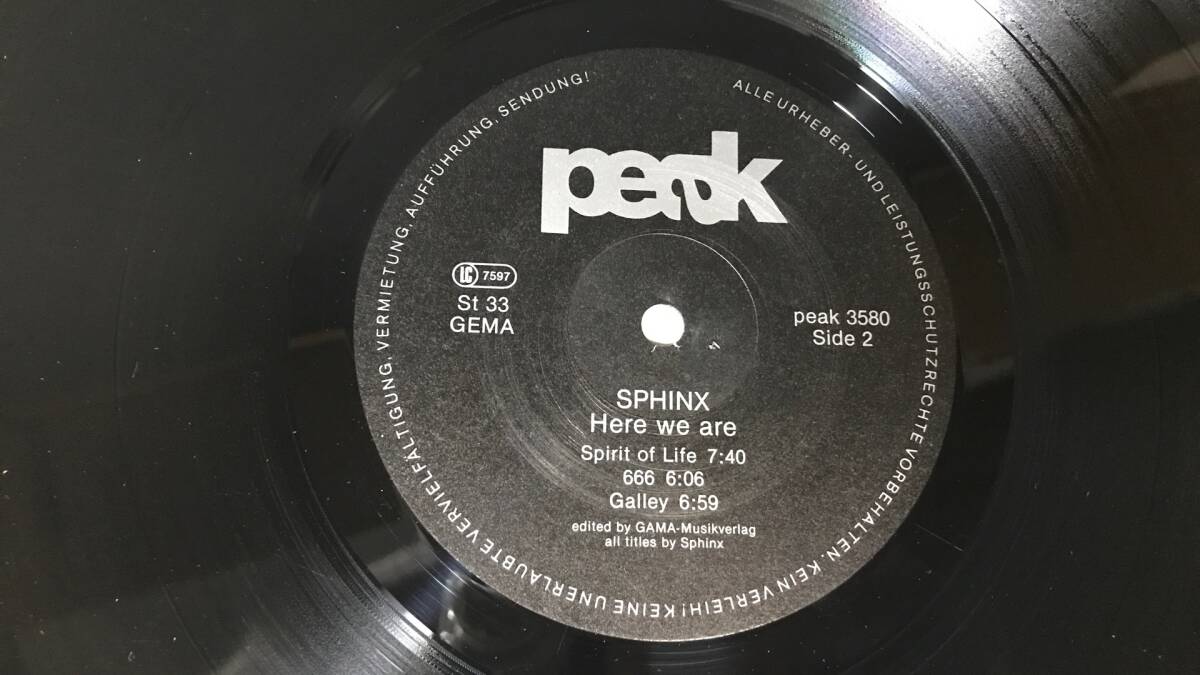 ALLE URHEBER- UND LEISTUNGSSCHUTZRECHTE VORBEHALTEN. KEIN VERLEIH! KEINE UNERLAUBTE VERVIELFÄLTIGUNG, VERMIETUNG, AUFFÜHRUNG, SENDUNG!
peak
LC 7597
St 33
GEMA
peak 3580
Side 2
SPHINX
Here we are
Spirit of Life 7:40
666 6:06
Galley 6:59
edited by GAMA-Musikverlag
all titles by Sphinx